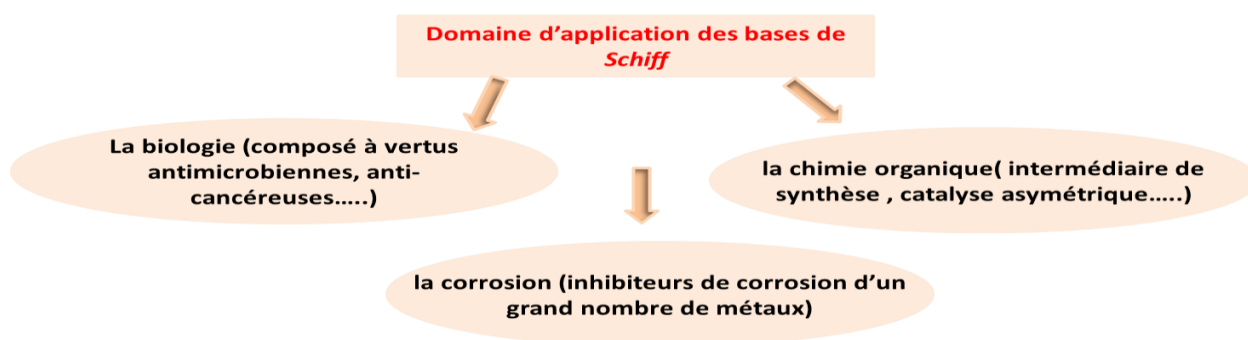 Domaine d'application des bases de
Schiff
La biologie (composé à vertus
antimicrobiennes, anti-
cancéreuses.....)
la chimie organique( intermédiaire de
synthèse , catalyse asymétrique.....)
la corrosion (inhibiteurs de corrosion d'un
grand nombre de métaux)